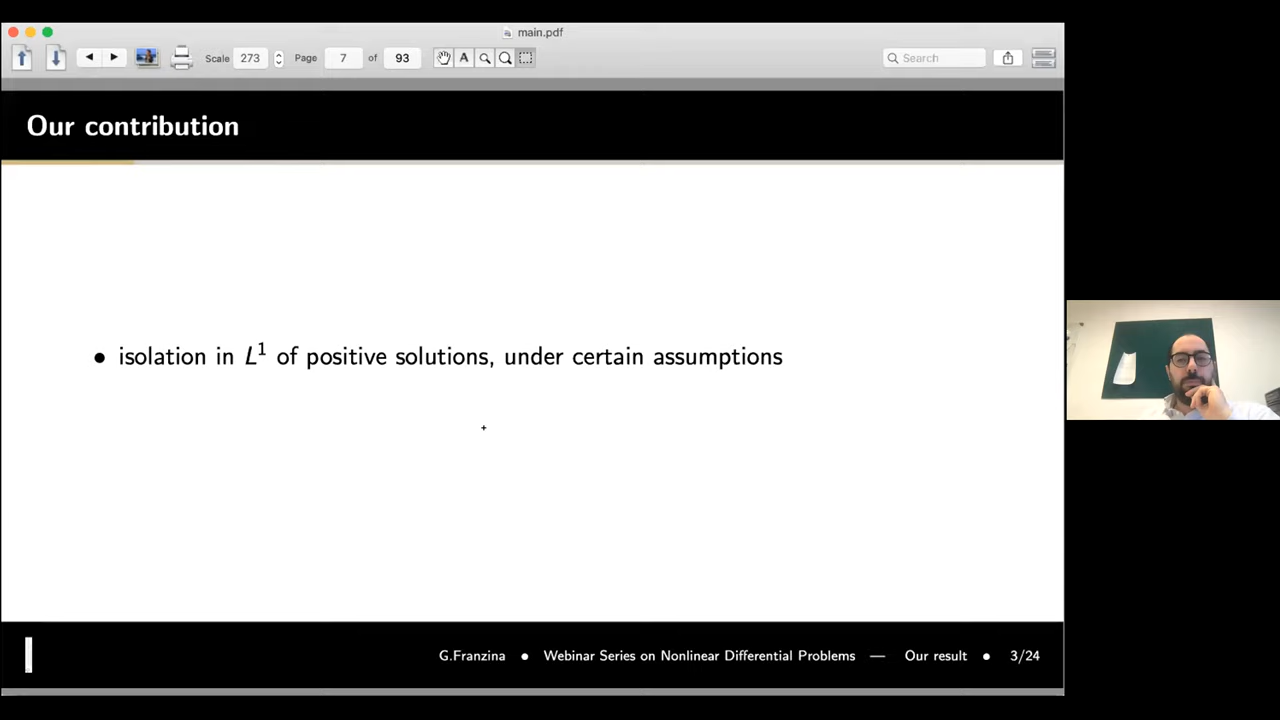 main.pdf
Scale 273 Page 7 of 93 A Search
Our contribution
• isolation in L¹ of positive solutions, under certain assumptions
G.Franzina • Webinar Series on Nonlinear Differential Problems — Our result • 3/24